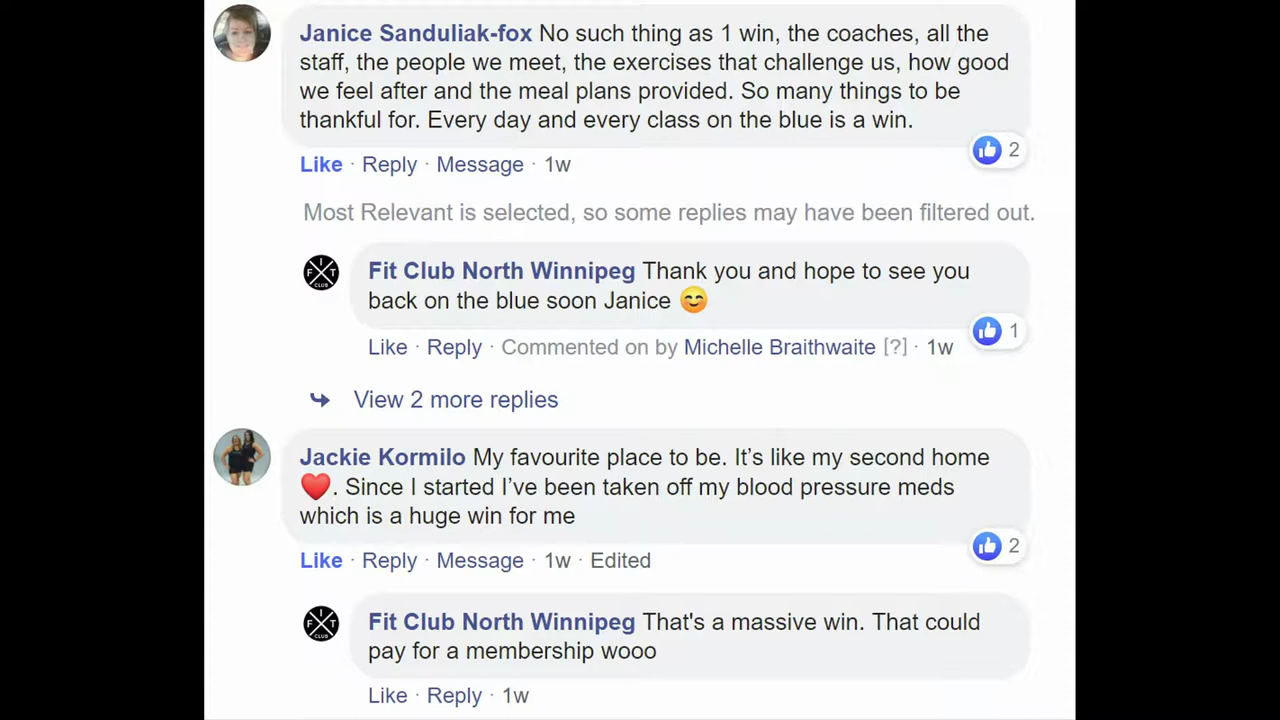 Janice Sanduliak-fox No such thing as 1 win, the coaches, all the
staff, the people we meet, the exercises that challenge us, how good
we feel after and the meal plans provided. So many things to be
thankful for. Every day and every class on the blue is a win.
2
Like · Reply · Message · 1w
Most Relevant is selected, so some replies may have been filtered out.
FIT CLUB
Fit Club North Winnipeg Thank you and hope to see you
back on the blue soon Janice 😊
1
Like · Reply · Commented on by Michelle Braithwaite [?] · 1w
View 2 more replies
Jackie Kormilo My favourite place to be. It’s like my second home
❤️. Since I started I’ve been taken off my blood pressure meds
which is a huge win for me
2
Like · Reply · Message · 1w · Edited
FIT CLUB
Fit Club North Winnipeg That's a massive win. That could
pay for a membership wooo
Like · Reply · 1w